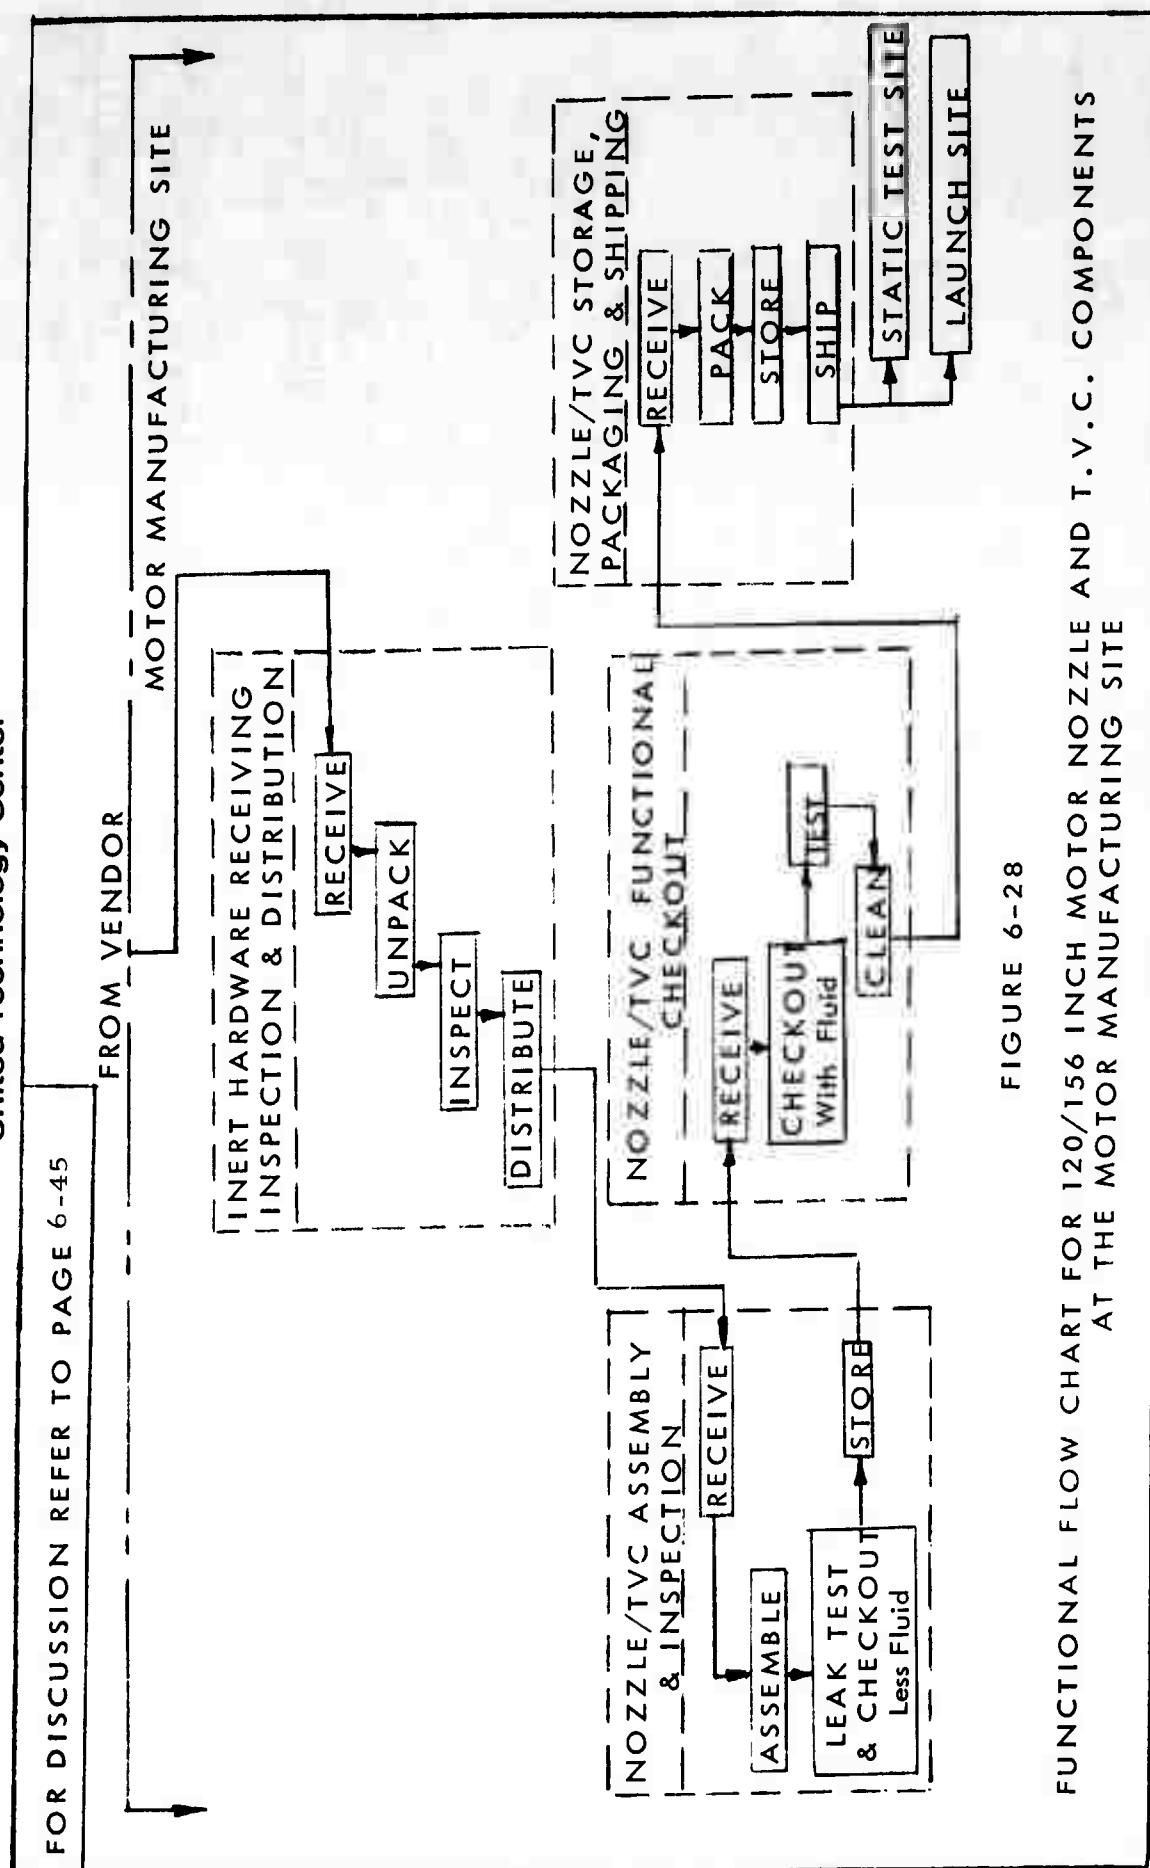 FOR DISCUSSION REFER TO PAGE 6-45
FROM VENDOR
MOTOR MANUFACTURING SITE
INERT HARDWARE RECEIVING
INSPECTION & DISTRIBUTION
RECEIVE
UNPACK
INSPECT
DISTRIBUTE
NOZZLE/TVC ASSEMBLY
& INSPECTION
RECEIVE
ASSEMBLE
LEAK TEST
& CHECKOUT
Less Fluid
STORE
NOZZLE/TVC FUNCTIONAL
CHECKOUT
RECEIVE
CHECKOUT
With Fluid
TEST
CLEAN
NOZZLE/TVC STORAGE,
PACKAGING & SHIPPING
RECEIVE
PACK
STORE
SHIP
STATIC TEST SITE
LAUNCH SITE
FIGURE 6-28
FUNCTIONAL FLOW CHART FOR 120/156 INCH MOTOR NOZZLE AND T.V.C. COMPONENTS
AT THE MOTOR MANUFACTURING SITE